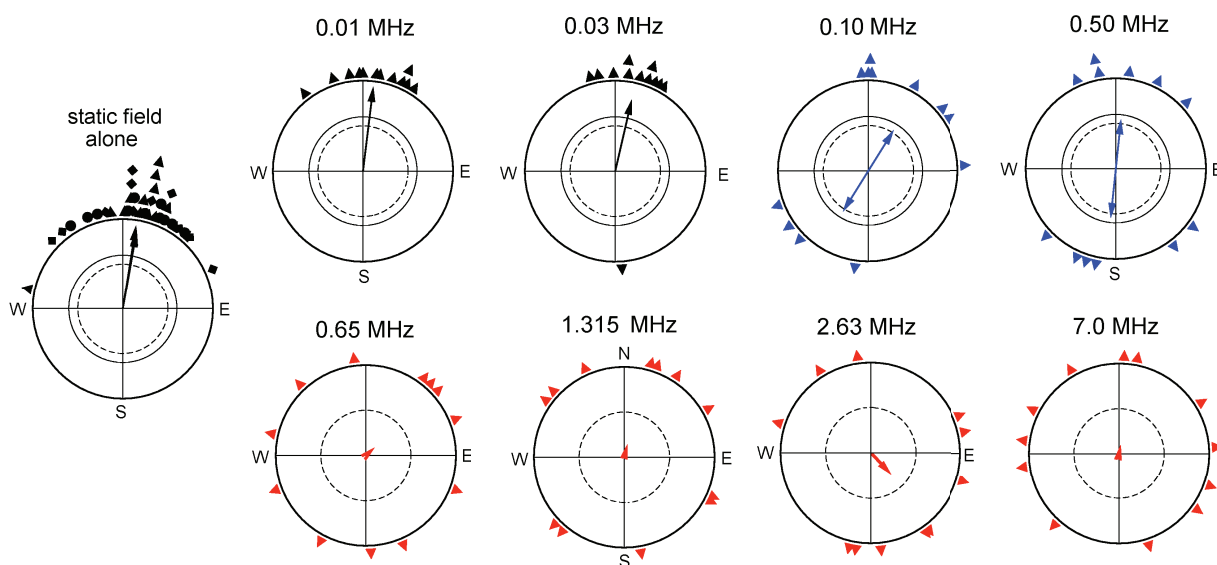 0.01 MHz
0.03 MHz
0.10 MHz
0.50 MHz
static field
alone
W
E
S
W
E
S
W
E
W
E
S
W
E
S
0.65 MHz
1.315 MHz
2.63 MHz
7.0 MHz
W
E
N
W
E
S
W
E
W
E